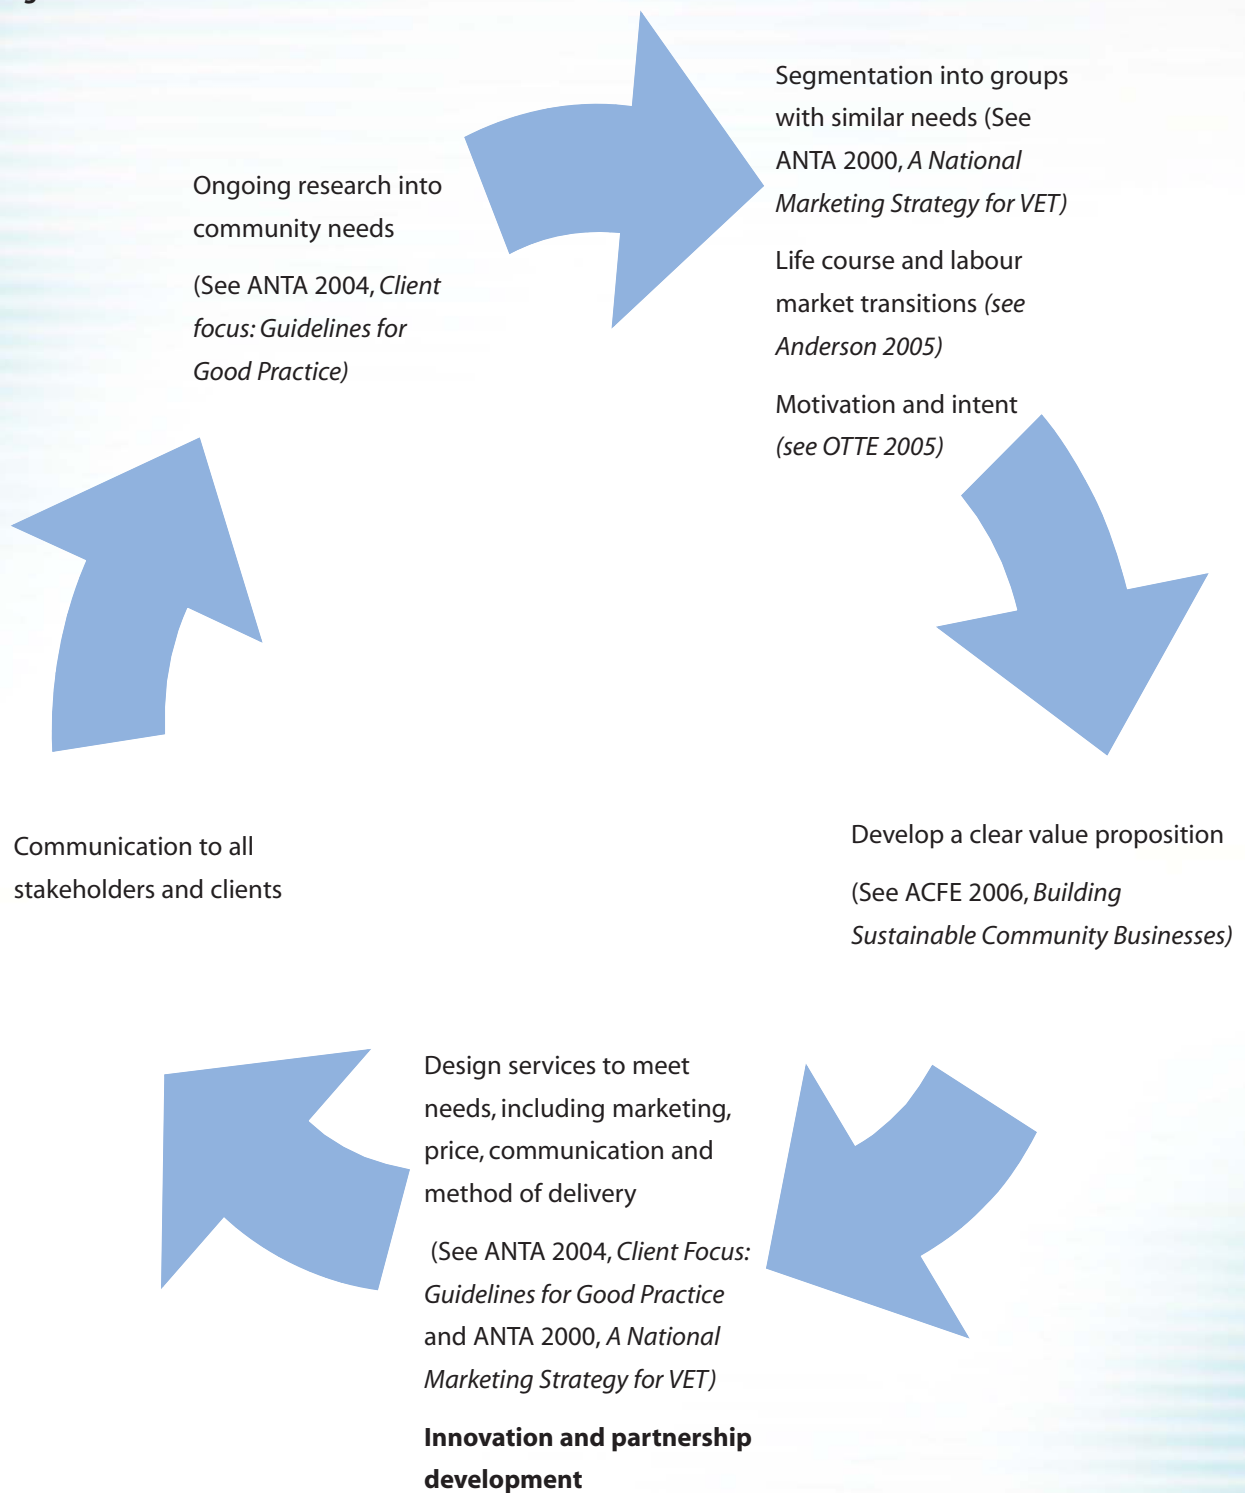 Ongoing research into
community needs
(See ANTA 2004, Client
focus: Guidelines for
Good Practice)
Segmentation into groups
with similar needs (See
ANTA 2000, A National
Marketing Strategy for VET)
Life course and labour
market transitions (see
Anderson 2005)
Motivation and intent
(see OTTE 2005)
Develop a clear value proposition
(See ACFE 2006, Building
Sustainable Community Businesses)
Design services to meet
needs, including marketing,
price, communication and
method of delivery
(See ANTA 2004, Client Focus:
Guidelines for Good Practice
and ANTA 2000, A National
Marketing Strategy for VET)
Innovation and partnership
development
Communication to all
stakeholders and clients